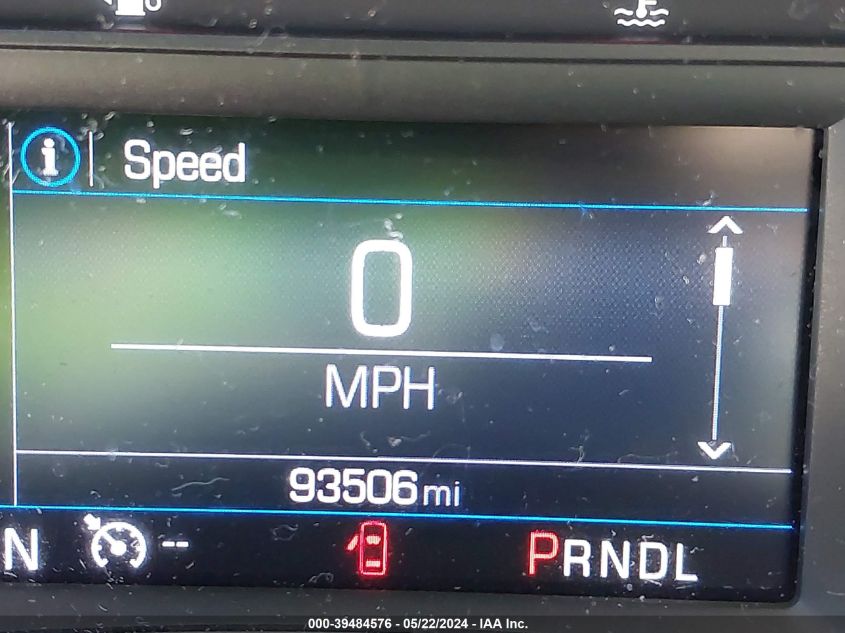 Speed
0
MPH
93506 mi
N -- PRNDL
000-39484576 - 05/22/2024 - IAA Inc.